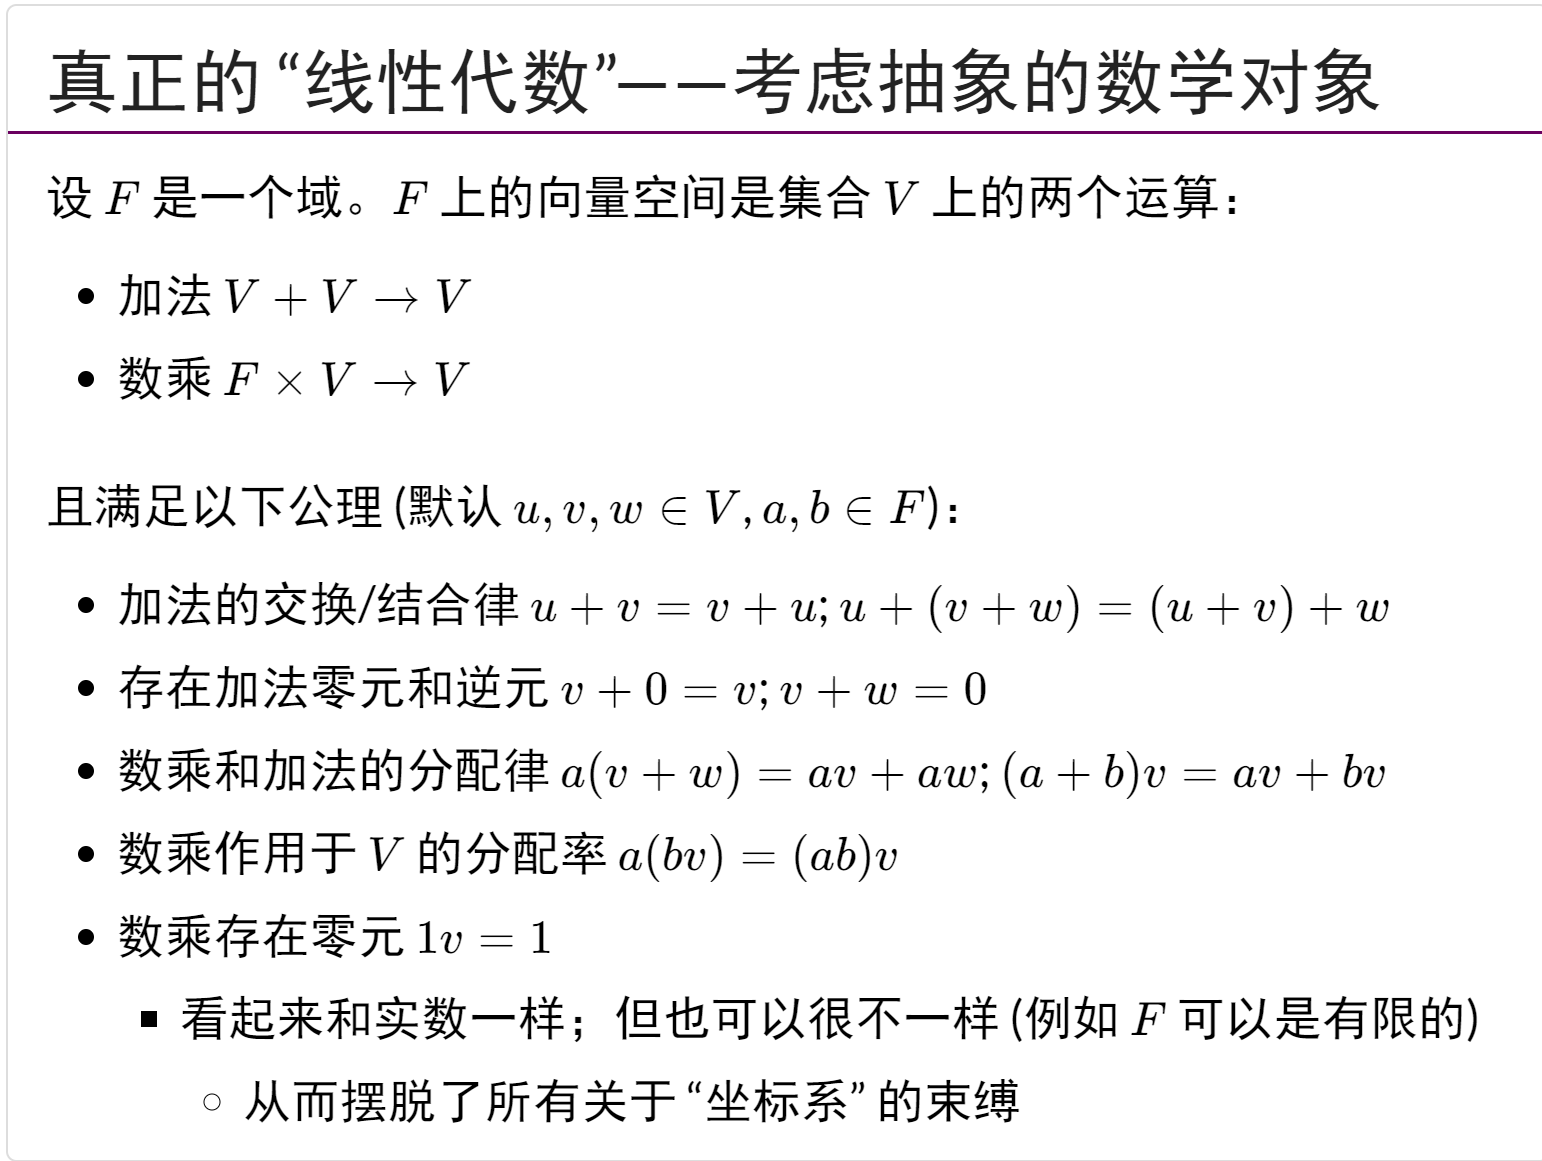 真正的 “线性代数”——考虑抽象的数学对象
设 F 是一个域。F 上的向量空间是集合 V 上的两个运算：
• 加法 V + V → V
• 数乘 F × V → V
且满足以下公理 (默认 u, v, w ∈ V, a, b ∈ F)：
• 加法的交换/结合律 u + v = v + u; u + (v + w) = (u + v) + w
• 存在加法零元和逆元 v + 0 = v; v + w = 0
• 数乘和加法的分配律 a(v + w) = av + aw; (a + b)v = av + bv
• 数乘作用于 V 的分配率 a(bv) = (ab)v
• 数乘存在零元 1v = 1
▪ 看起来和实数一样；但也可以很不一样 (例如 F 可以是有限的)
○ 从而摆脱了所有关于 “坐标系” 的束缚